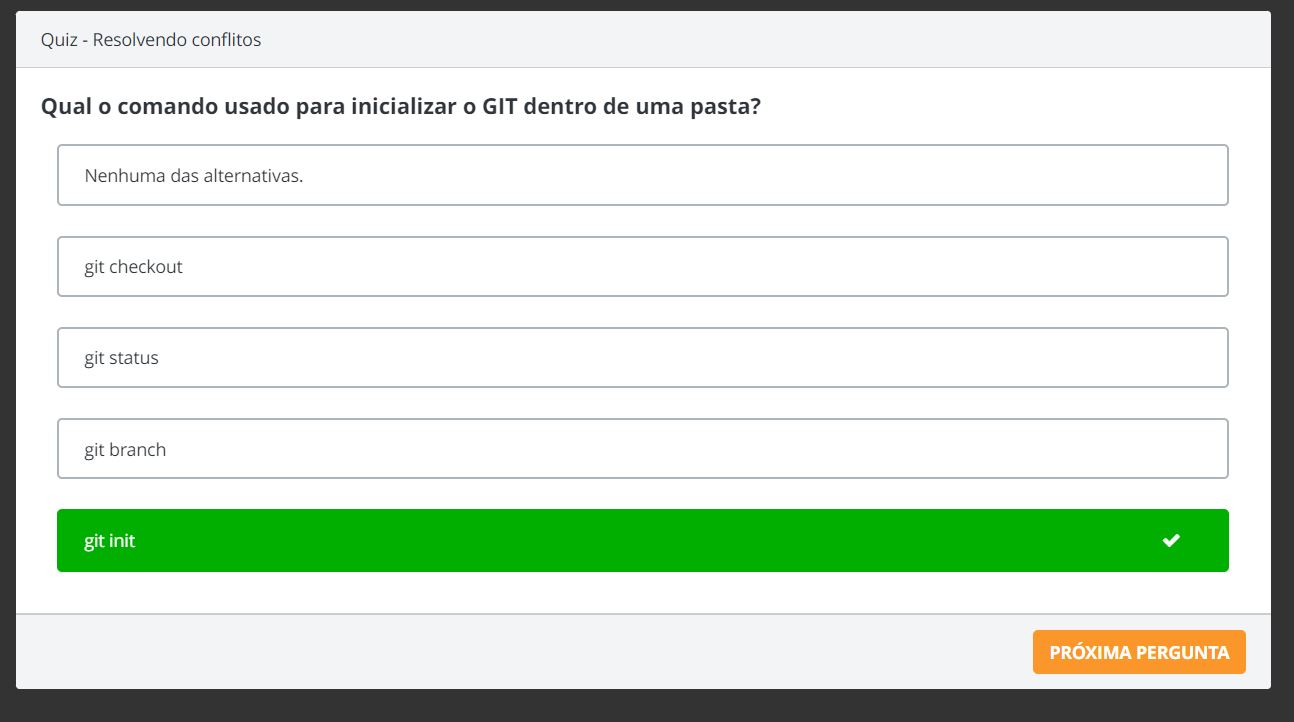 Quiz - Resolvendo conflitos
Qual o comando usado para inicializar o GIT dentro de uma pasta?
Nenhuma das alternativas.
git checkout
git status
git branch
git init
PRÓXIMA PERGUNTA